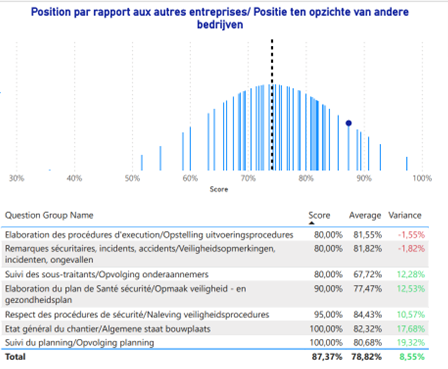 Position par rapport aux autres entreprises/ Positie ten opzichte van andere
bedrijven
30% 40% 50% 60% 70% 80% 90% 100%
Score
Question Group Name Score Average Variance
Elaboration des procédures d'execution/Opstelling uitvoeringsprocedures 80,00% 81,55% -1,55%
Remarques sécuritaires, incidents, accidents/Veiligheidsopmerkingen, 80,00% 81,82% -1,82%
incidenten, ongevallen
Suivi des sous-traitants/Opvolging onderaannemers 80,00% 67,72% 12,28%
Elaboration du plan de Santé sécurité/Opmaak veiligheid - en 90,00% 77,47% 12,53%
gezondheidsplan
Respect des procédures de sécurité/Naleving veiligheidsprocedures 95,00% 84,43% 10,57%
Etat général du chantier/Algemene staat bouwplaats 100,00% 82,32% 17,68%
Suivi du planning/Opvolging planning 100,00% 80,68% 19,32%
Total 87,37% 78,82% 8,55%